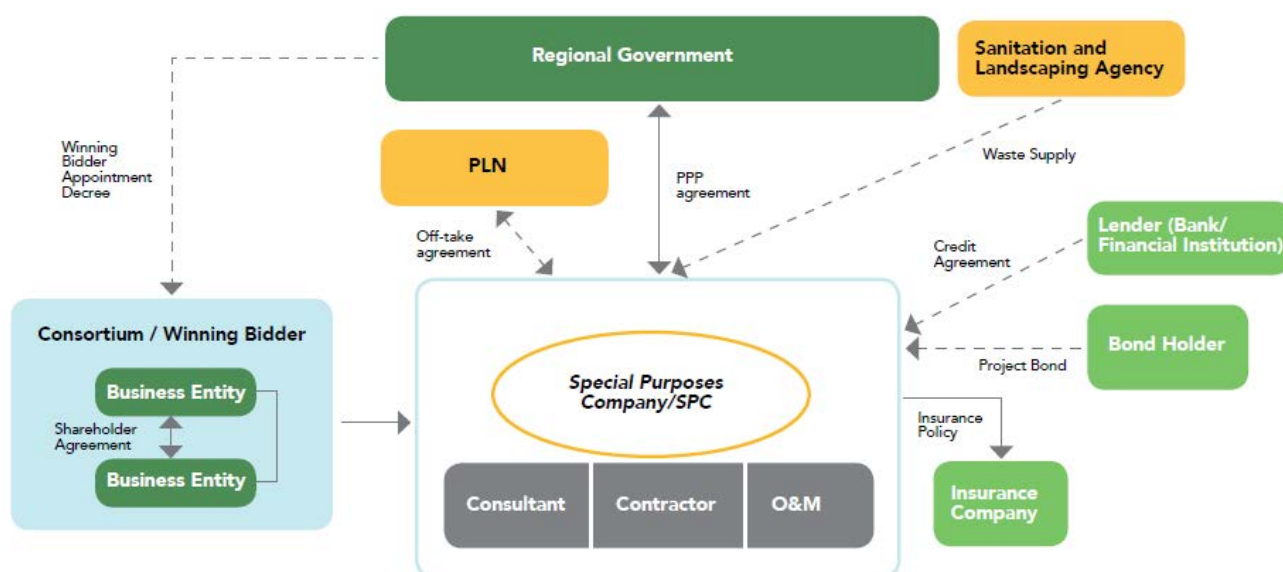 Regional Government
Sanitation and
Landscaping Agency
Winning
Bidder
Appointment
Decree
PLN
PPP
agreement
Waste Supply
Off-take
agreement
Lender (Bank/
Financial Institution)
Credit
Agreement
Consortium / Winning Bidder
Bond Holder
Project Bond
Business Entity
Shareholder
Agreement
Business Entity
Special Purposes
Company/SPC
Insurance
Policy
Consultant
Contractor
O&M
Insurance
Company